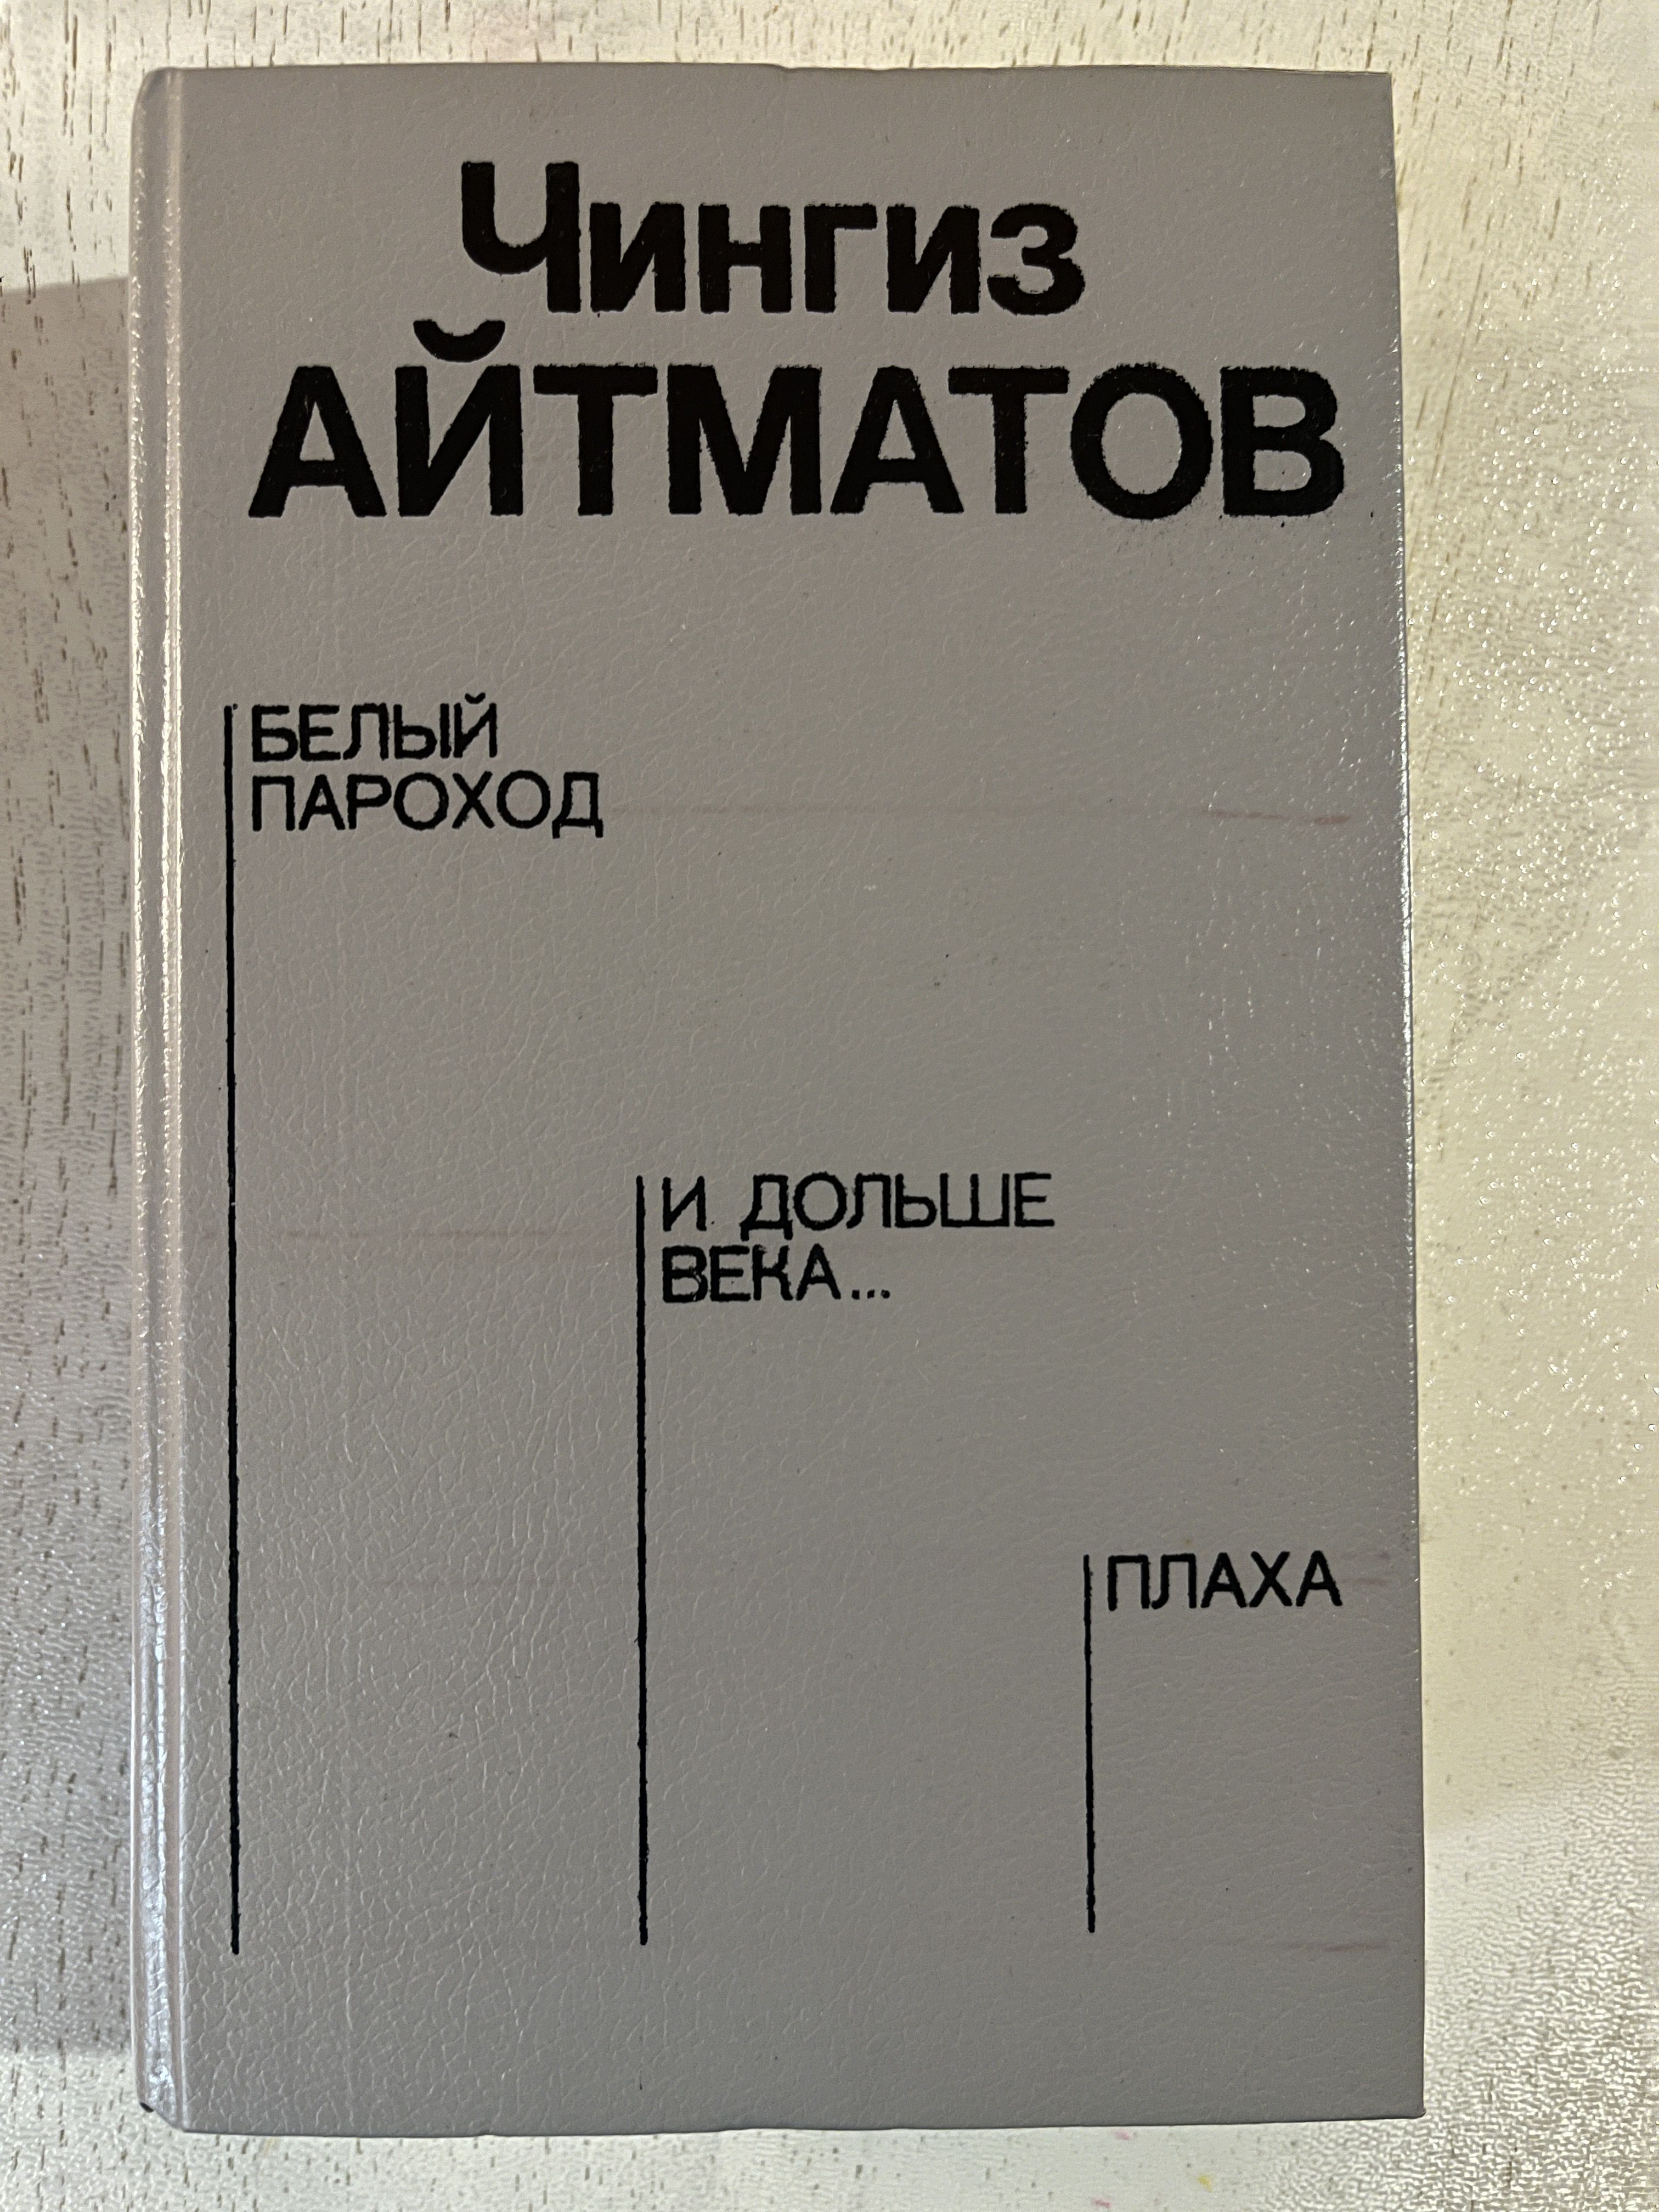 Чингиз
АЙТМАТОВ
БЕЛЫЙ
ПАРОХОД
И ДОЛЬШЕ
ВЕКА...
ПЛАХА